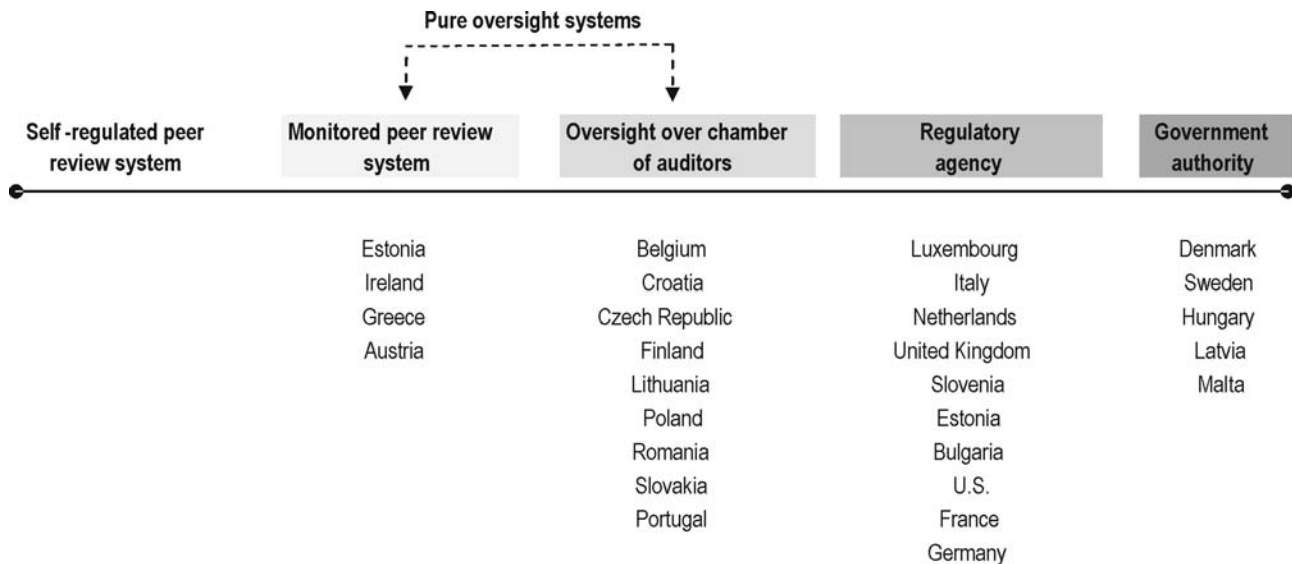 Pure oversight systems
Self -regulated peer
review system
Monitored peer review
system
Oversight over chamber
of auditors
Regulatory
agency
Government
authority
Estonia
Ireland
Greece
Austria
Belgium
Croatia
Czech Republic
Finland
Lithuania
Poland
Romania
Slovakia
Portugal
Luxembourg
Italy
Netherlands
United Kingdom
Slovenia
Estonia
Bulgaria
U.S.
France
Germany
Denmark
Sweden
Hungary
Latvia
Malta